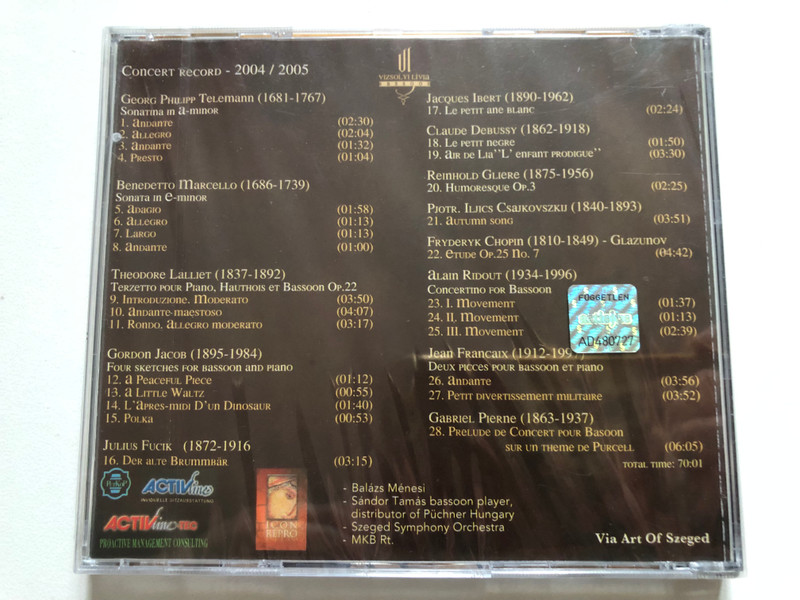 Concert record - 2004 / 2005
VIZSOLYI LÍVIA
Georg Philipp Telemann (1681-1767)
Sonatina in a-minor
1. andante (02:30)
2. allegro (02:04)
3. andante (01:32)
4. Presto (01:04)
Benedetto Marcello (1686-1739)
Sonata in e-minor
5. adagio (01:58)
6. allegro (01:13)
7. Largo (01:13)
8. andante (01:00)
Theodore Lalliet (1837-1892)
Terzetto pour Piano, Hauthois et Bassoon Op.22
9. Introduzione. Moderato (03:50)
10. andante maestoso (04:07)
11. Rondo. allegro moderato (03:17)
Gordon Jacob (1895-1984)
Four sketches for bassoon and piano
12. a Peaceful Piece (01:12)
13. a Little Waltz (00:55)
14. L'apres-midi D'un Dinosaur (01:40)
15. Polka (00:53)
Julius Fucik (1872-1916
16. Der alte Brummbär (03:15)
Jacques Ibert (1890-1962)
17. Le petit ane blanc (02:24)
Claude Debussy (1862-1918)
18. Le petit negre (01:50)
19. air de Lia"L' enfant prodigue" (03:30)
Reinhold Gliere (1875-1956)
20. Humoresque Op.3 (02:25)
Pjotr. Iljics Csajkovszkij (1840-1893)
21. autumn song (03:51)
Fryderyk Chopin (1810-1849) - Glazunov
22. etude Op.25 No. 7 (04:42)
alain Ridout (1934-1996)
Concertino for Bassoon
23. I. Movement (01:37)
24. II. Movement (01:13)
25. III. Movement (02:39)
Jean Francaix (1912-1997)
Deux picces pour bassoon et piano
26. andante (03:56)
27. Petit divertissement militaire (03:52)
Gabriel Pierne (1863-1937)
28. Prelude de Concert pour Basoon
sur un theme de Purcell (06:05)
total time: 70:01
FÜGGETLEN
AD480727
ACTIVline
ACTIVline-PRO
PROACTIVE MANAGEMENT CONSULTING
ICON
REPRO
- Balázs Ménesi
- Sándor Tamás bassoon player,
distributor of Püchner Hungary
- Szeged Symphony Orchestra
- MKB Rt.
Via Art Of Szeged